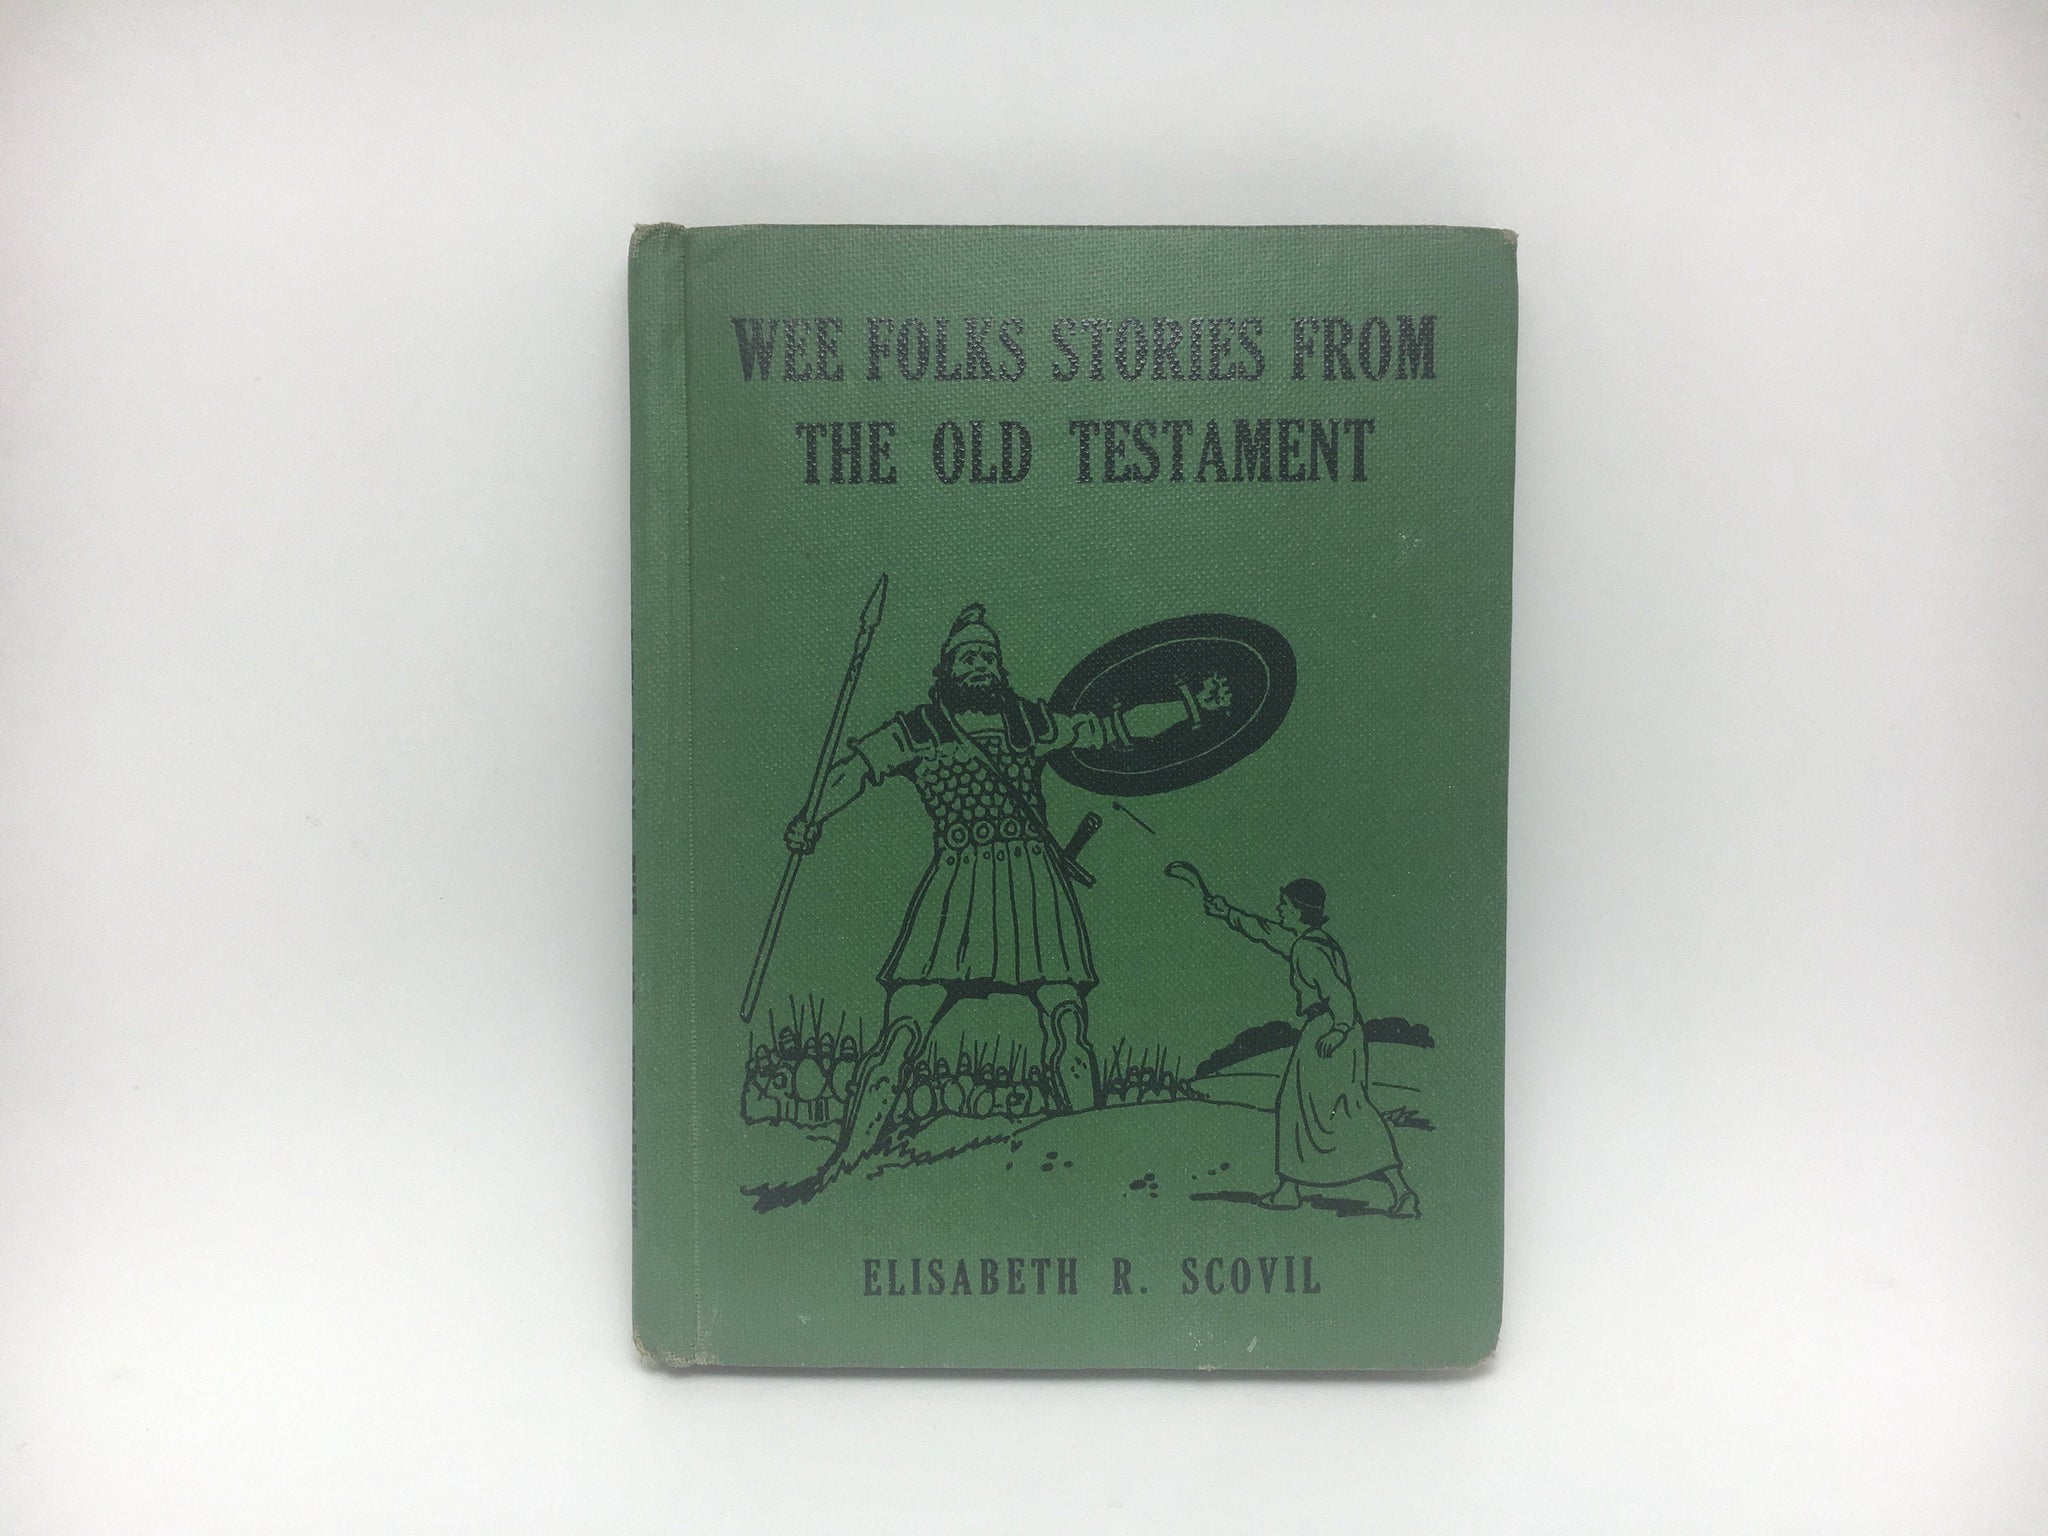 WEE FOLKS STORIES FROM
THE OLD TESTAMENT
ELISABETH R. SCOVIL